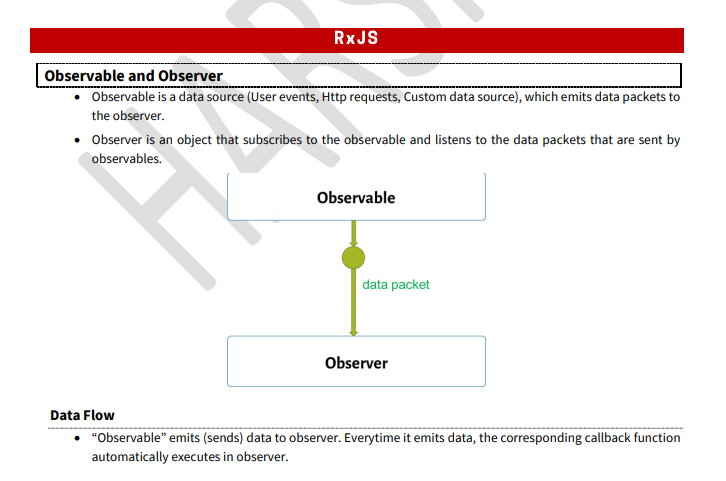 RxJS
Observable and Observer
• Observable is a data source (User events, Http requests, Custom data source), which emits data packets to
the observer.
• Observer is an object that subscribes to the observable and listens to the data packets that are sent by
observables.
Observable
data packet
Observer
Data Flow
• “Observable” emits (sends) data to observer. Everytime it emits data, the corresponding callback function
automatically executes in observer.